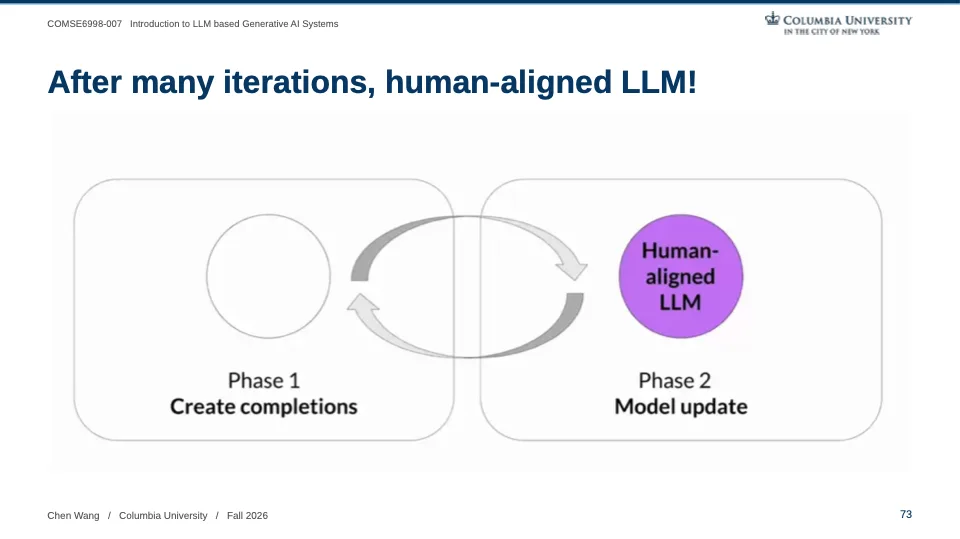 COMSE6998-007 Introduction to LLM based Generative AI Systems
COLUMBIA UNIVERSITY
IN THE CITY OF NEW YORK
After many iterations, human-aligned LLM!
Human-
aligned
LLM
Phase 1
Create completions
Phase 2
Model update
Chen Wang / Columbia University / Fall 2026
73